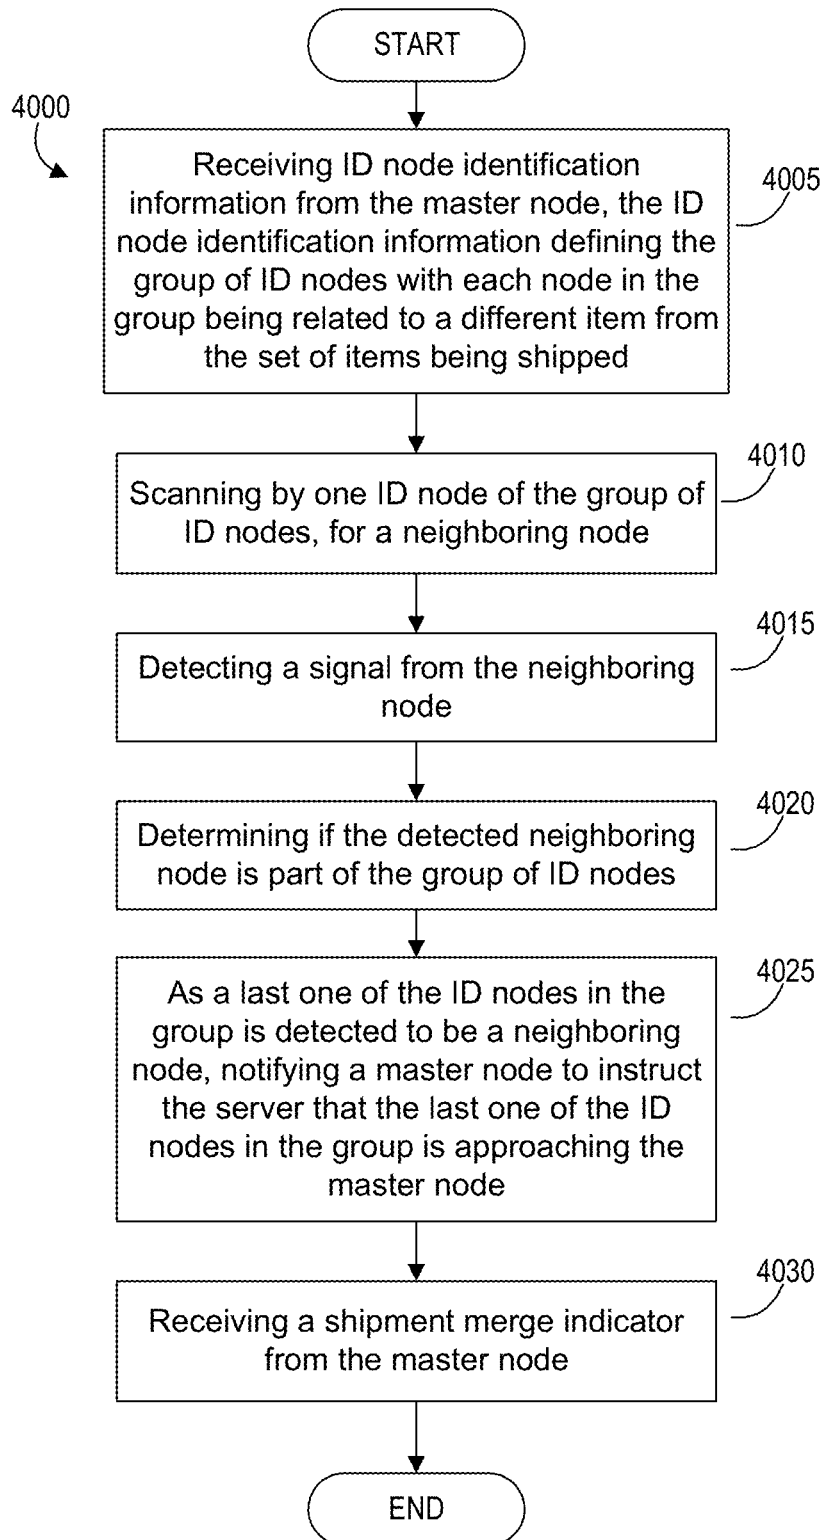 START
4000
Receiving ID node identification
information from the master node, the ID
node identification information defining the
group of ID nodes with each node in the
group being related to a different item from
the set of items being shipped
4005
Scanning by one ID node of the group of
ID nodes, for a neighboring node
4010
Detecting a signal from the neighboring
node
4015
Determining if the detected neighboring
node is part of the group of ID nodes
4020
As a last one of the ID nodes in the
group is detected to be a neighboring
node, notifying a master node to instruct
the server that the last one of the ID
nodes in the group is approaching the
master node
4025
Receiving a shipment merge indicator
from the master node
4030
END